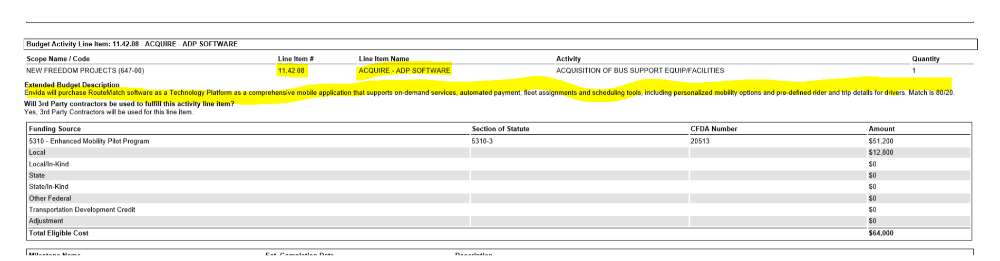 Budget Activity Line Item: 11.42.08 - ACQUIRE - ADP SOFTWARE
Scope Name / Code Line Item # Line Item Name Activity Quantity
NEW FREEDOM PROJECTS (647-00) 11.42.08 ACQUIRE - ADP SOFTWARE ACQUISITION OF BUS SUPPORT EQUIP/FACILITIES 1
Extended Budget Description
Envida will purchase RouteMatch software as a Technology Platform as a comprehensive mobile application that supports on-demand services, automated payment, fleet assignments and scheduling tools, including personalized mobility options and pre-defined rider and trip details for drivers. Match is 80/20.
Will 3rd Party contractors be used to fulfill this activity line item?
Yes, 3rd Party Contractors will be used for this line item.
Funding Source Section of Statute CFDA Number Amount
5310 - Enhanced Mobility Pilot Program 5310-3 20513 $51,200
Local $12,800
Local/In-Kind $0
State $0
State/In-Kind $0
Other Federal $0
Transportation Development Credit $0
Adjustment $0
Total Eligible Cost $64,000
Milestone Name Est. Completion Date Description